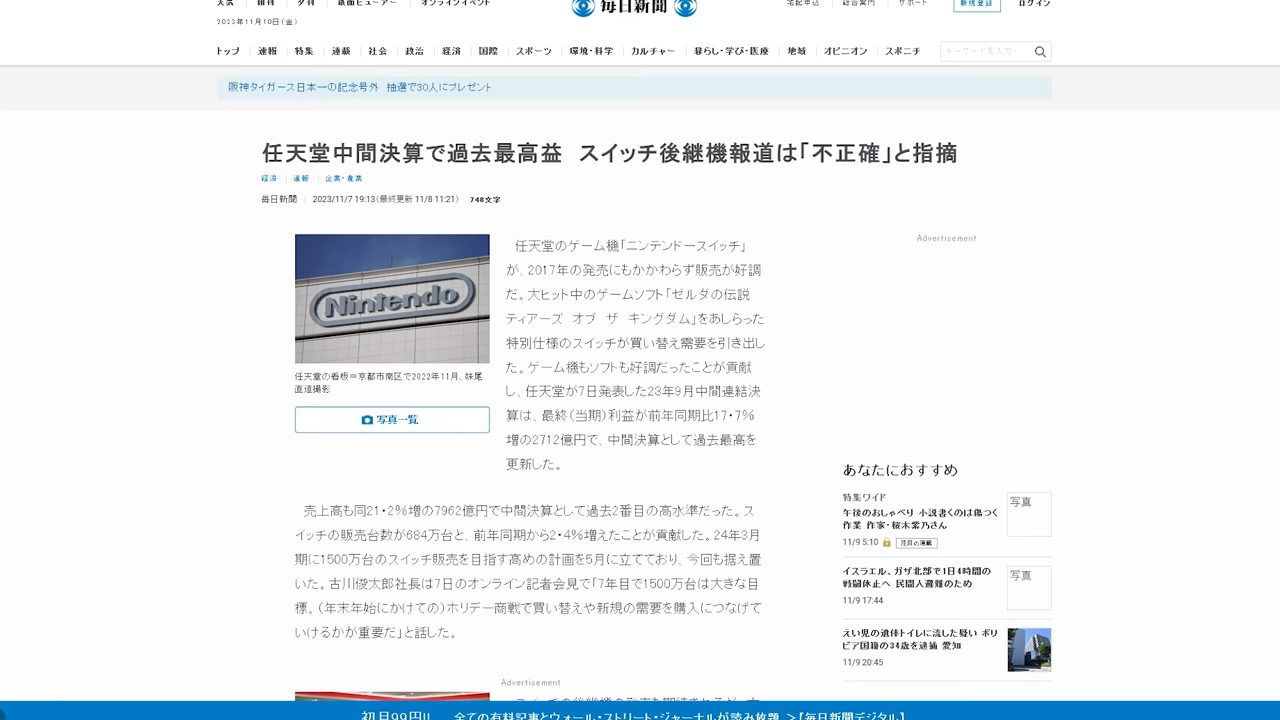 天気 朝刊 夕刊 紙面ビューアー オンラインイベント
毎日新聞
宅配申込 総合案内 サポート 新規登録 ログイン
2023年11月10日(金)
トップ 速報 特集 連載 社会 政治 経済 国際 スポーツ 環境・科学 カルチャー 暮らし・学び・医療 地域 オピニオン スポニチ キーワードを入力
阪神タイガース日本一の記念号外 抽選で30人にプレゼント
任天堂中間決算で過去最高益 スイッチ後継機報道は「不正確」と指摘
経済 速報 企業・産業
毎日新聞 2023/11/7 19:13(最終更新 11/8 11:21) 748文字
Nintendo
任天堂の看板=京都市南区で2022年11月、妹尾
直道撮影
写真一覧
任天堂のゲーム機「ニンテンドースイッチ」
が、2017年の発売にもかかわらず販売が好調
だ。大ヒット中のゲームソフト「ゼルダの伝説
ティアーズ オブ ザ キングダム」をあしらった
特別仕様のスイッチが買い替え需要を引き出し
た。ゲーム機もソフトも好調だったことが貢献
し、任天堂が7日発表した23年9月中間連結決
算は、最終(当期)利益が前年同期比17・7%
増の2712億円で、中間決算として過去最高を
更新した。
売上高も同21・2%増の7962億円で中間決算として過去2番目の高水準だった。ス
イッチの販売台数が684万台と、前年同期から2・4%増えたことが貢献した。24年3月
期に1500万台のスイッチ販売を目指す高めの計画を5月に立てており、今回も据え置
いた。古川俊太郎社長は7日のオンライン記者会見で「7年目で1500万台は大きな目
標。(年末年始にかけての)ホリデー商戦で買い替えや新規の需要を購入につなげて
いけるかが重要だ」と話した。
Advertisement
Advertisement
あなたにおすすめ
特集ワイド
午後のおしゃべり 小説書くのは傷つく
作業 作家・桜木紫乃さん
11/9 5:10 注目の連載
写真
イスラエル、ガザ北部で1日4時間の
戦闘休止へ 民間人避難のため
11/9 17:44
写真
えい児の遺体トイレに流した疑い ボリ
ビア国籍の34歳を逮捕 愛知
11/9 20:45
初月99円!! 全ての有料記事とウォール・ストリート・ジャーナルが読み放題 >【毎日新聞デジタル】